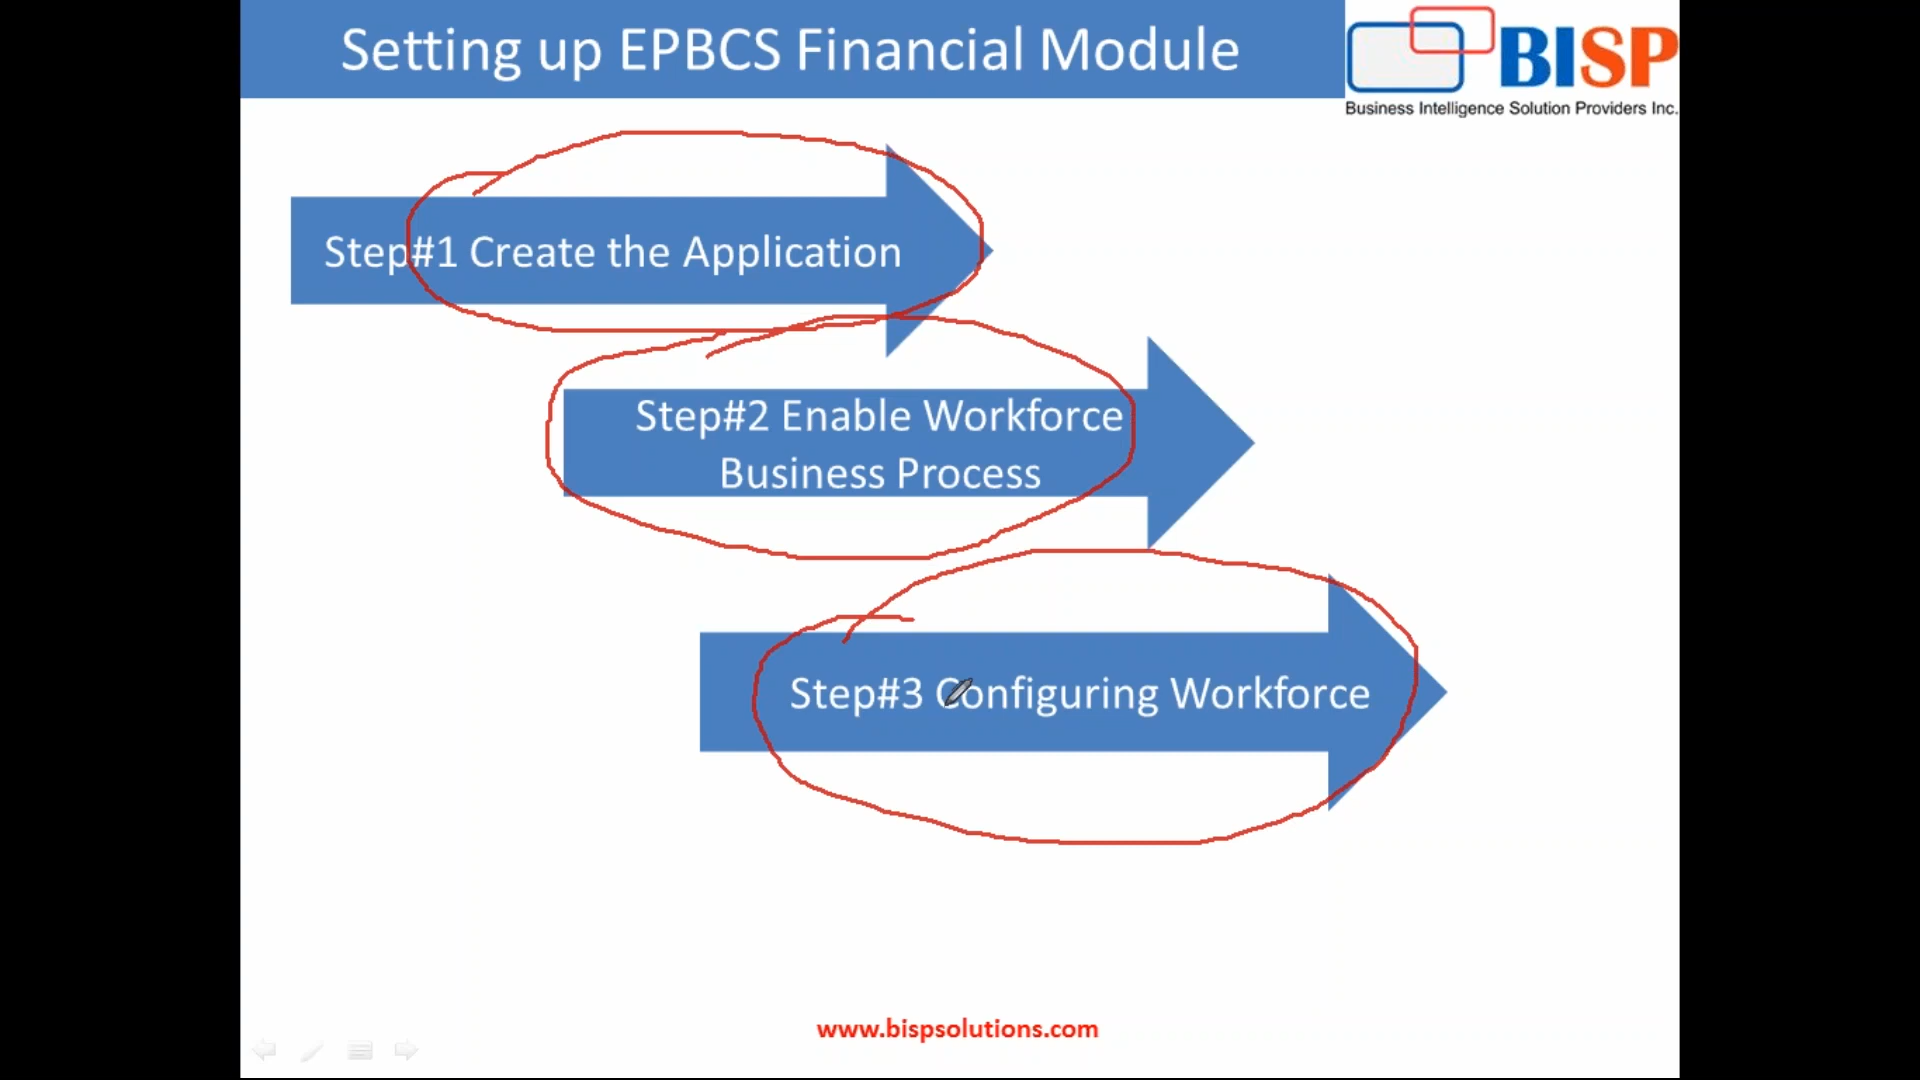 Setting up EPBCS Financial Module
BISP
Business Intelligence Solution Providers Inc.
Step#1 Create the Application
Step#2 Enable Workforce
Business Process
Step#3 Configuring Workforce
www.bispsolutions.com